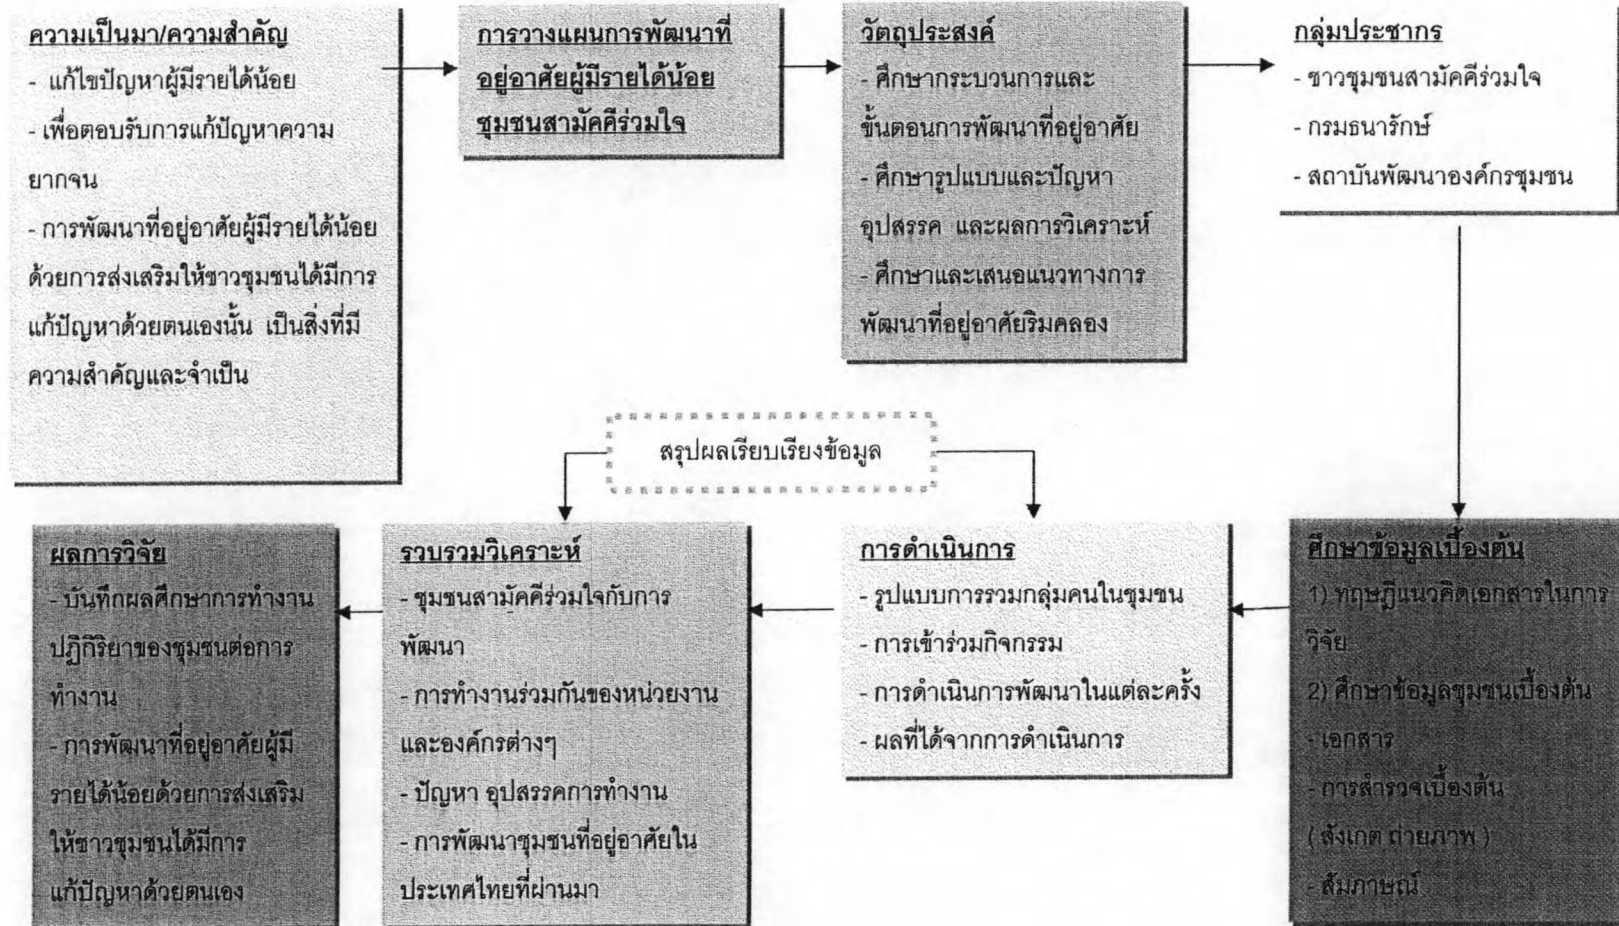 ความเป็นมา/ความสำคัญ
- แก้ไขปัญหาผู้มีรายได้น้อย
- เพื่อตอบรับการแก้ปัญหาความ
ยากจน
- การพัฒนาที่อยู่อาศัยผู้มีรายได้น้อย
ด้วยการส่งเสริมให้ชาวชุมชนได้มีการ
แก้ปัญหาด้วยตนเองนั้น เป็นสิ่งที่มี
ความสำคัญและจำเป็น
การวางแผนการพัฒนาที่
อยู่อาศัยผู้มีรายได้น้อย
ชุมชนสามัคคีร่วมใจ
วัตถุประสงค์
- ศึกษากระบวนการและ
ขั้นตอนการพัฒนาที่อยู่อาศัย
- ศึกษารูปแบบและปัญหา
อุปสรรค และผลการวิเคราะห์
- ศึกษาและเสนอแนวทางการ
พัฒนาที่อยู่อาศัยริมคลอง
กลุ่มประชากร
- ชาวชุมชนสามัคคีร่วมใจ
- กรมธนารักษ์
- สถาบันพัฒนาองค์กรชุมชน
สรุปผลเรียบเรียงข้อมูล
ศึกษาข้อมูลเบื้องต้น
1) ทฤษฎีแนวคิดเอกสารในการ
วิจัย
2) ศึกษาข้อมูลชุมชนเบื้องต้น
- เอกสาร
- การสำรวจเบื้องต้น
( สังเกต ถ่ายภาพ )
- สัมภาษณ์
การดำเนินการ
- รูปแบบการรวมกลุ่มคนในชุมชน
- การเข้าร่วมกิจกรรม
- การดำเนินการพัฒนาในแต่ละครั้ง
- ผลที่ได้จากการดำเนินการ
รวบรวมวิเคราะห์
- ชุมชนสามัคคีร่วมใจกับการ
พัฒนา
- การทำงานร่วมกันของหน่วยงาน
และองค์กรต่างๆ
- ปัญหา อุปสรรคการทำงาน
- การพัฒนาชุมชนที่อยู่อาศัยใน
ประเทศไทยที่ผ่านมา
ผลการวิจัย
- บันทึกผลศึกษาการทำงาน
ปฏิกิริยาของชุมชนต่อการ
ทำงาน
- การพัฒนาที่อยู่อาศัยผู้มี
รายได้น้อยด้วยการส่งเสริม
ให้ชาวชุมชนได้มีการ
แก้ปัญหาด้วยตนเอง